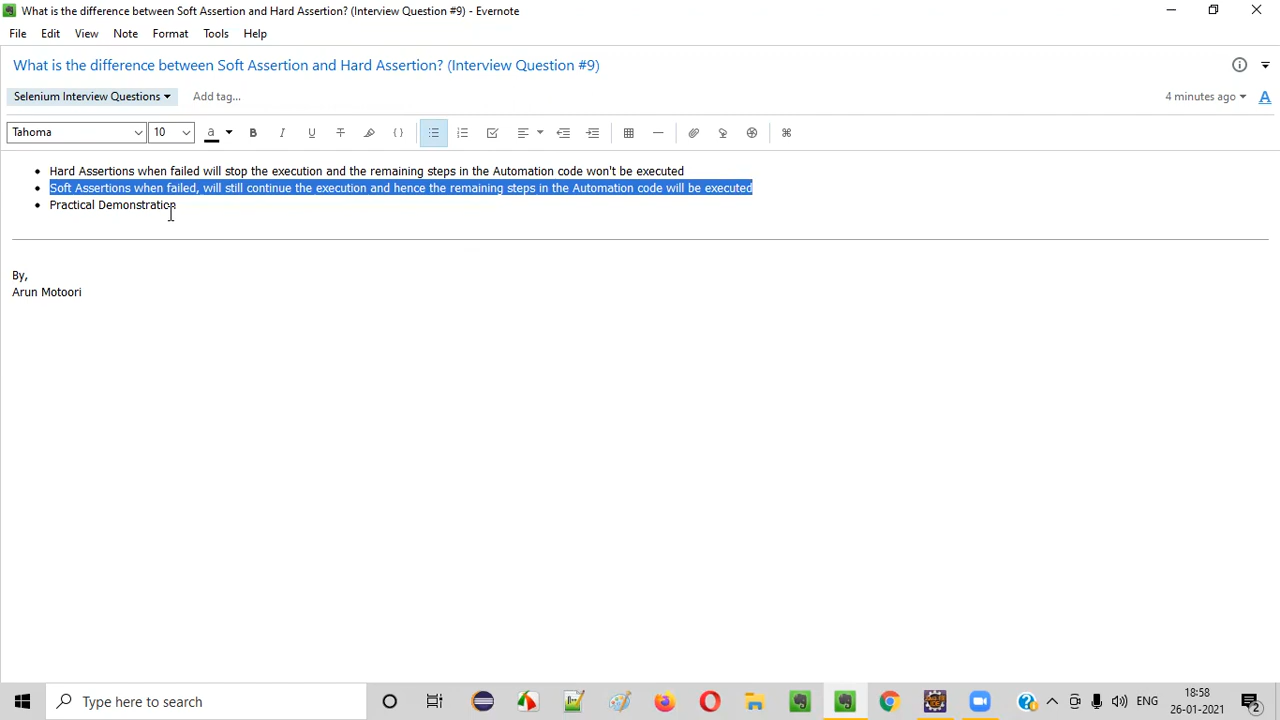 What is the difference between Soft Assertion and Hard Assertion? (Interview Question #9) - Evernote
File Edit View Note Format Tools Help
What is the difference between Soft Assertion and Hard Assertion? (Interview Question #9)
Selenium Interview Questions Add tag... 4 minutes ago A
Tahoma 10 a B I U T { }
• Hard Assertions when failed will stop the execution and the remaining steps in the Automation code won't be executed
• Soft Assertions when failed, will still continue the execution and hence the remaining steps in the Automation code will be executed
• Practical Demonstration
By,
Arun Motoori
Type here to search ENG 18:58
26-01-2021 2